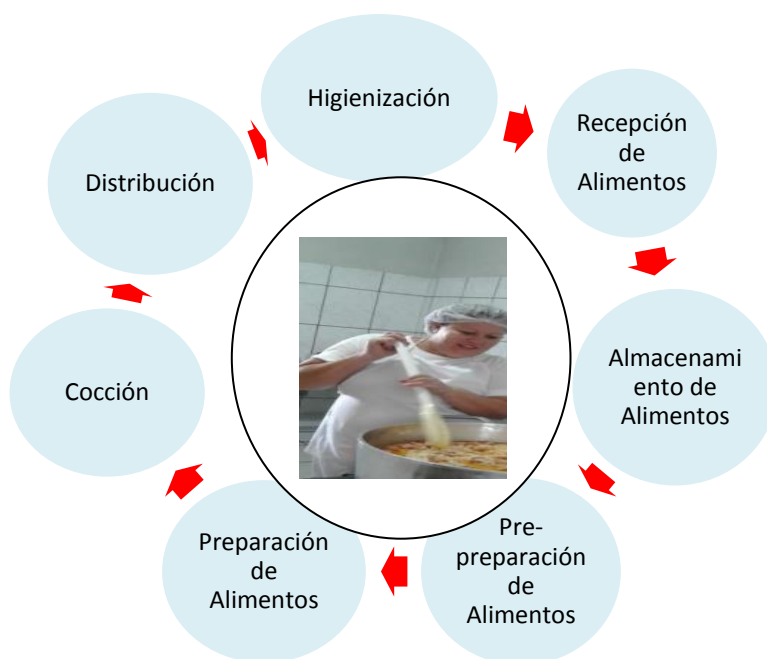 Higienización
Recepción
de
Alimentos
Almacenami
ento de
Alimentos
Pre-
preparación
de
Alimentos
Preparación
de
Alimentos
Cocción
Distribución